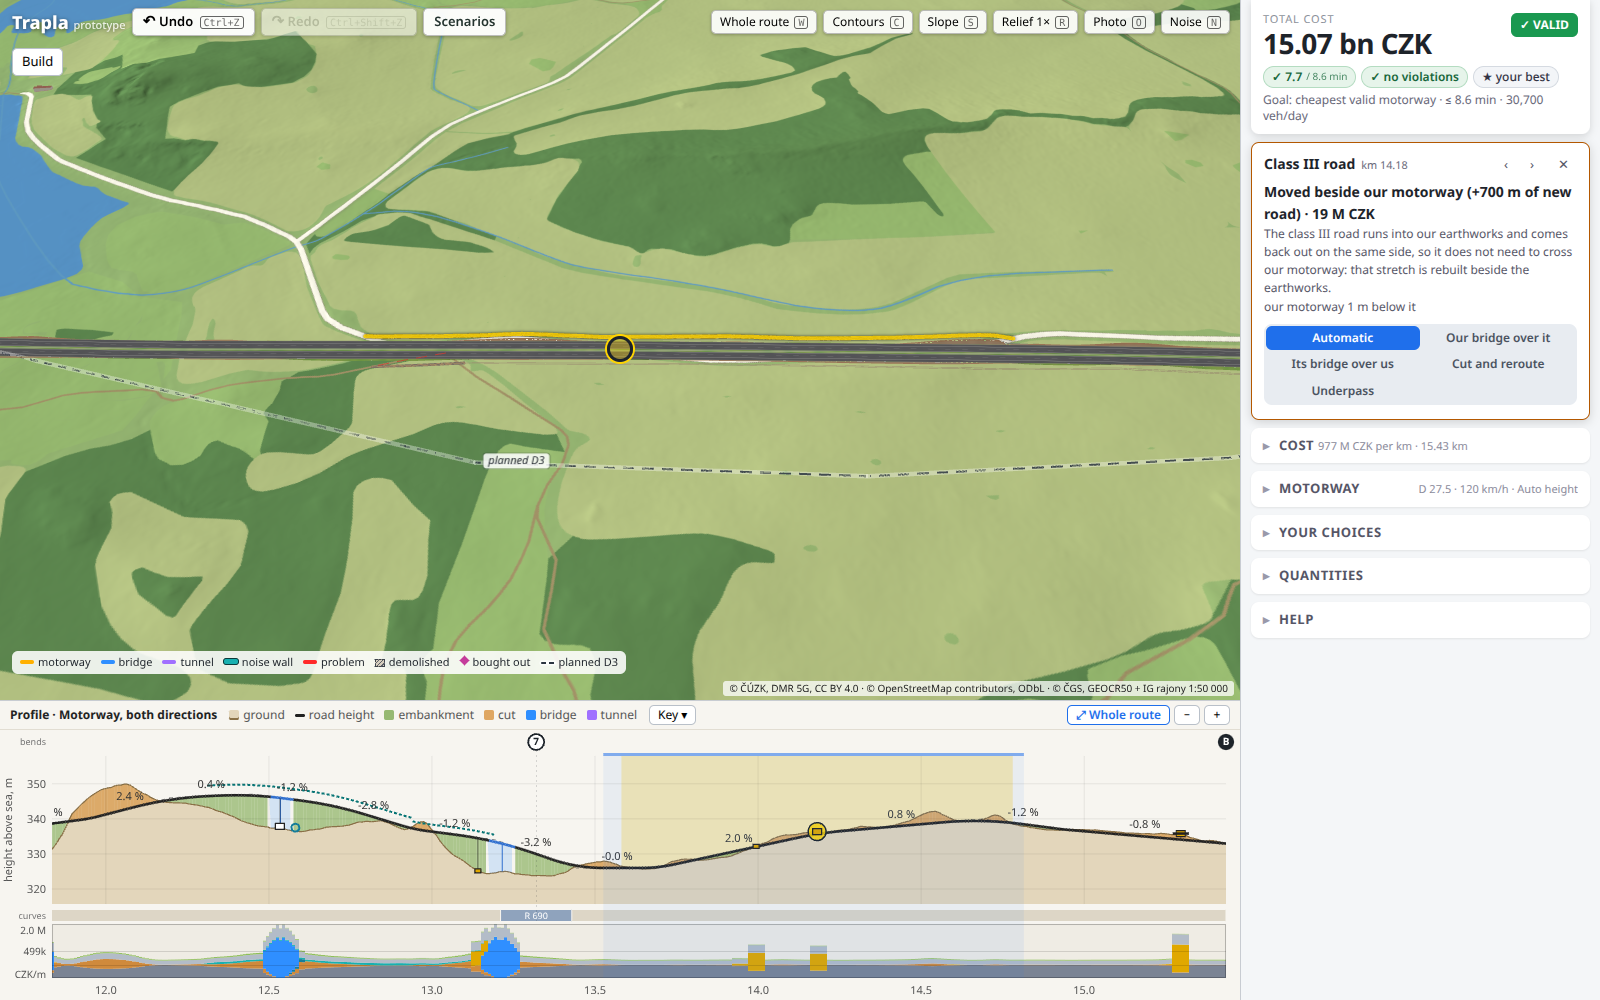 Trapla prototype
↶ Undo Ctrl+Z
↷ Redo Ctrl+Shift+Z
Scenarios
Whole route W
Contours C
Slope S
Relief 1× R
Photo O
Noise N
Build
planned D3
motorway
bridge
tunnel
noise wall
problem
demolished
bought out
planned D3
© ČÚZK, DMR 5G, CC BY 4.0 · © OpenStreetMap contributors, ODbL · © ČGS, GEOCR50 + IG rajony 1:50 000
TOTAL COST
15.07 bn CZK
✓ VALID
✓ 7.7 / 8.6 min
✓ no violations
★ your best
Goal: cheapest valid motorway · ≤ 8.6 min · 30,700
veh/day
Class III road km 14.18
‹ › ✕
Moved beside our motorway (+700 m of new
road) · 19 M CZK
The class III road runs into our earthworks and comes
back out on the same side, so it does not need to cross
our motorway: that stretch is rebuilt beside the
earthworks.
our motorway 1 m below it
Automatic
Our bridge over it
Its bridge over us
Cut and reroute
Underpass
▶ COST 977 M CZK per km · 15.43 km
▶ MOTORWAY D 27.5 · 120 km/h · Auto height
▶ YOUR CHOICES
▶ QUANTITIES
▶ HELP
Profile · Motorway, both directions
ground
road height
embankment
cut
bridge
tunnel
Key ▾
⤢ Whole route
−
+
bends
7
B
height above sea, m
350
340
330
320
%
2.4 %
0.4 %
-1.2 %
-2.8 %
-1.2 %
-3.2 %
-0.0 %
2.0 %
0.8 %
-1.2 %
-0.8 %
curves
R 690
2.0 M
499k
CZK/m
12.0
12.5
13.0
13.5
14.0
14.5
15.0